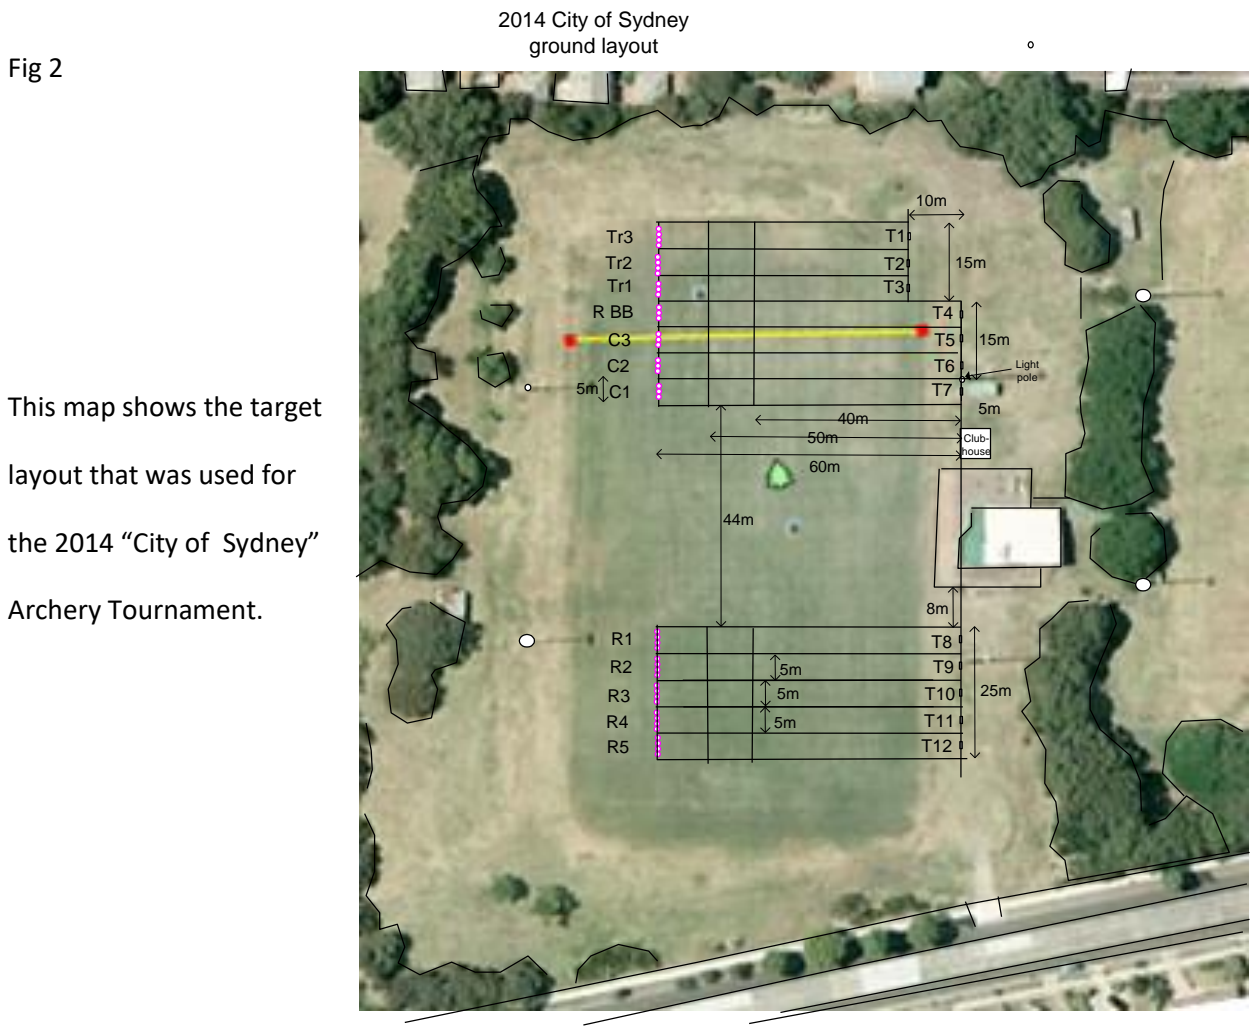 2014 City of Sydney
ground layout
Fig 2
10m
Tr3
T1
Tr2
T2
15m
Tr1
T3
R BB
T4
C3
T5
15m
C2
T6
Light
pole
5m
C1
T7
5m
40m
This map shows the target
50m
Club-
house
60m
layout that was used for
44m
the 2014 “City of Sydney”
Archery Tournament.
8m
R1
T8
R2
5m
T9
R3
5m
T10
25m
R4
5m
T11
R5
T12